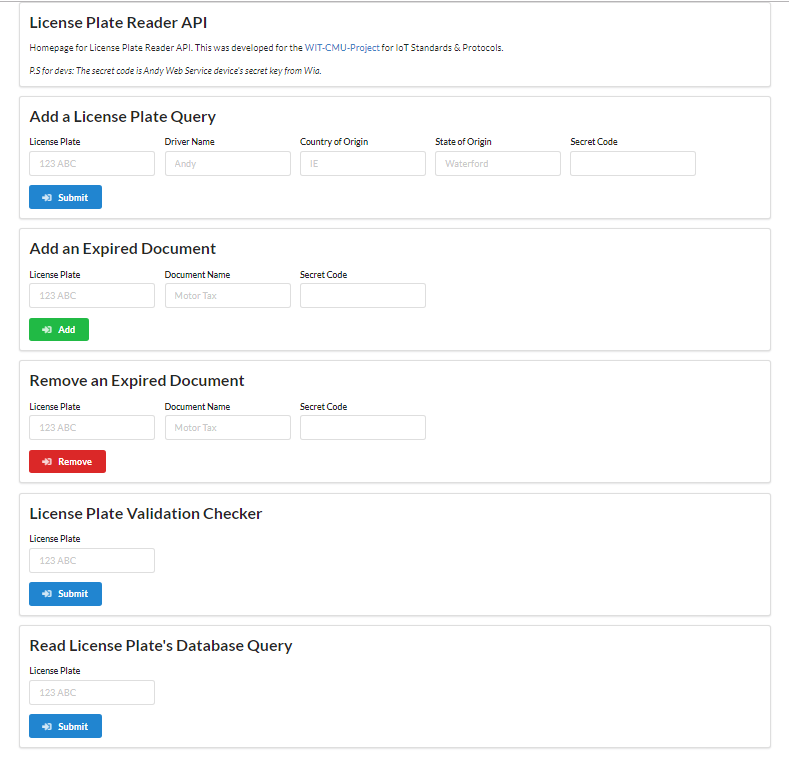 License Plate Reader API
Homepage for License Plate Reader API. This was developed for the WIT-CMU-Project for IoT Standards & Protocols.
P.S for devs: The secret code is Andy Web Service device's secret key from Wia.
Add a License Plate Query
License Plate Driver Name Country of Origin State of Origin Secret Code
123 ABC Andy IE Waterford
Submit
Add an Expired Document
License Plate Document Name Secret Code
123 ABC Motor Tax
Add
Remove an Expired Document
License Plate Document Name Secret Code
123 ABC Motor Tax
Remove
License Plate Validation Checker
License Plate
123 ABC
Submit
Read License Plate's Database Query
License Plate
123 ABC
Submit